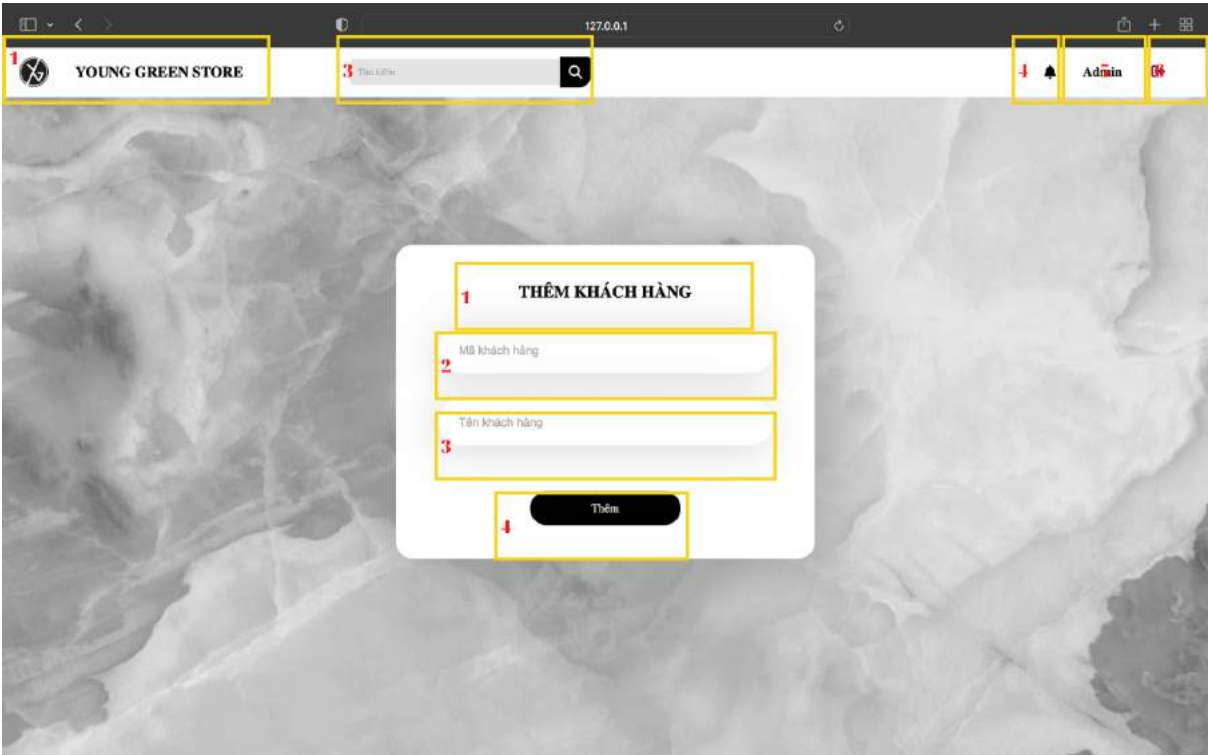 127.0.0.1
1 YOUNG GREEN STORE
3 Tìm kiếm
4
Admin
1 THÊM KHÁCH HÀNG
Mã khách hàng
2
Tên khách hàng
3
Thêm
4